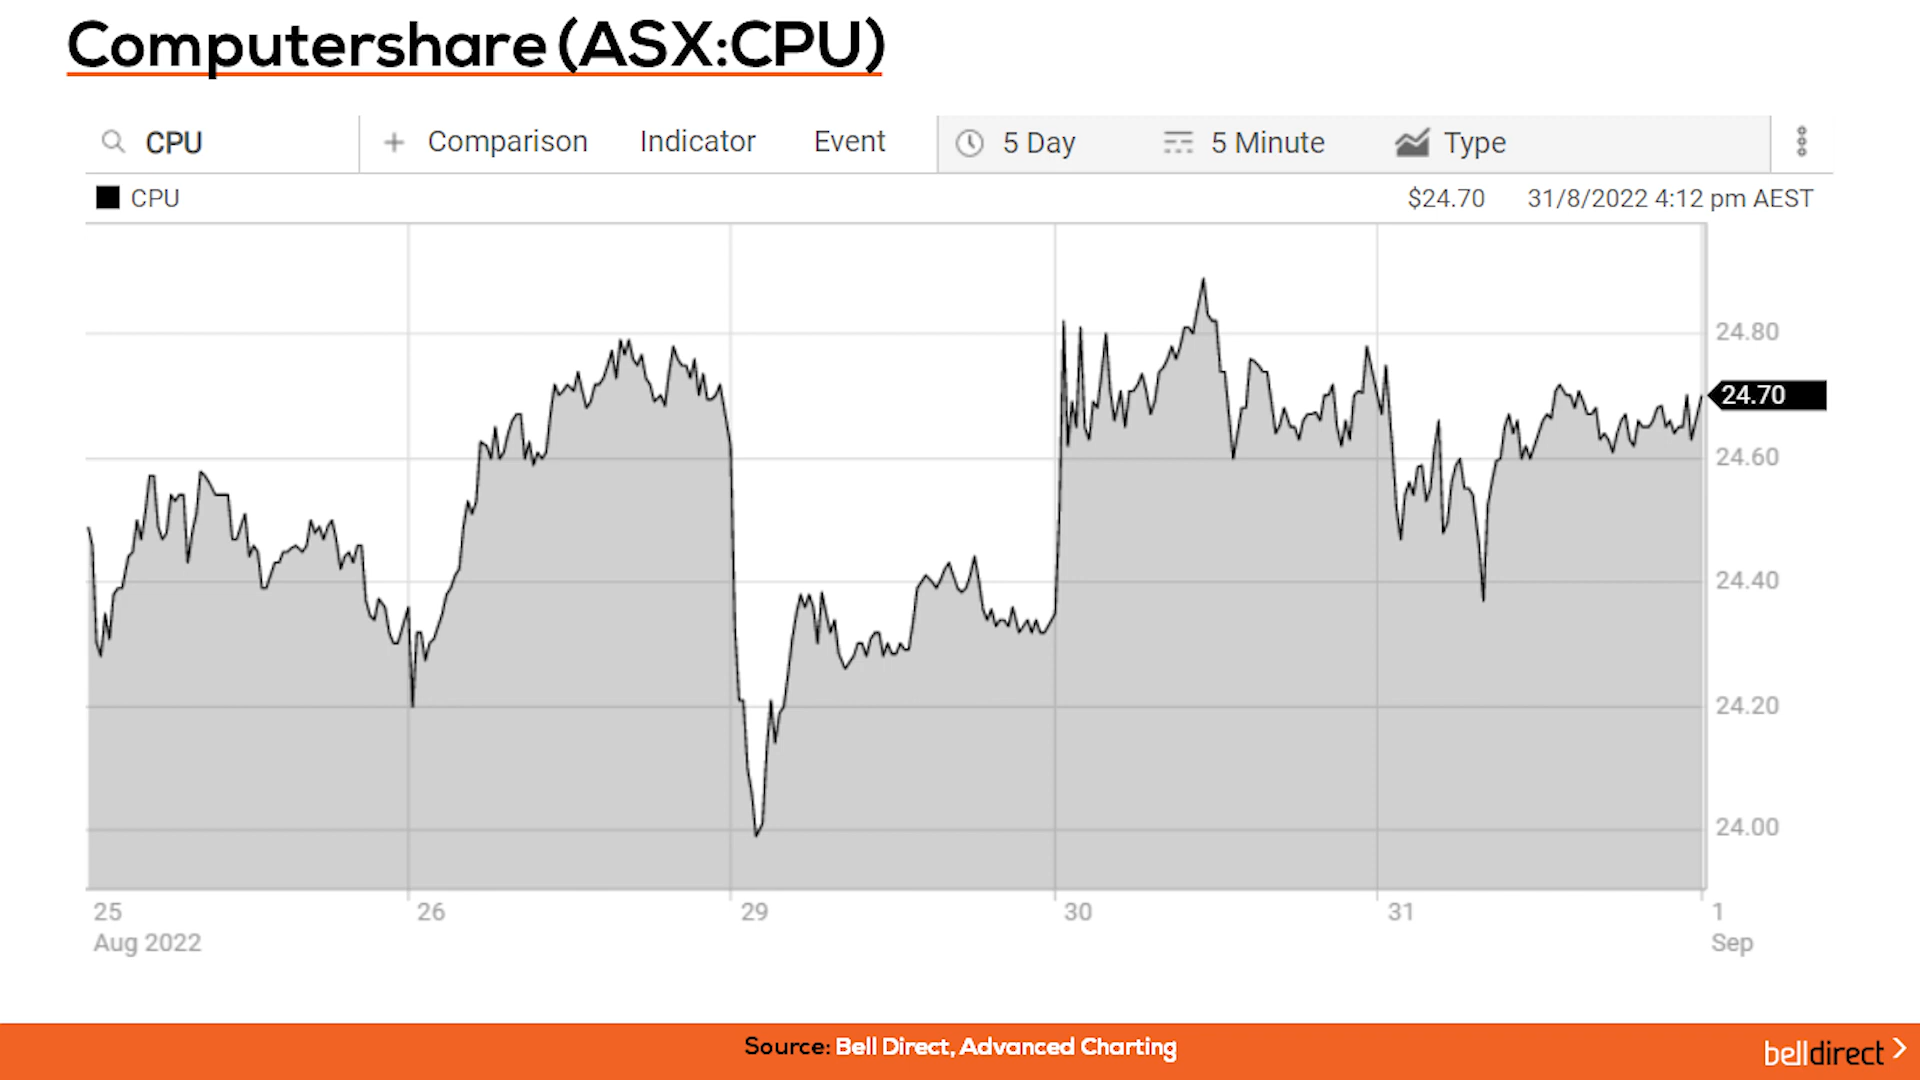 Computershare (ASX:CPU)
CPU + Comparison Indicator Event 5 Day 5 Minute Type
CPU $24.70 31/8/2022 4:12 pm AEST
24.80
24.70
24.60
24.40
24.20
24.00
25 26 29 30 31 1
Aug 2022 Sep
Source: Bell Direct, Advanced Charting
belldirect